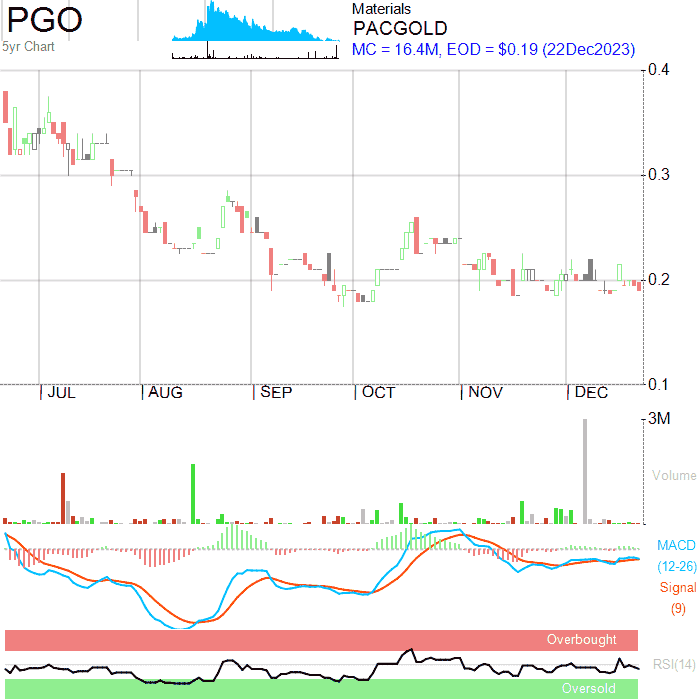 PGO
5yr Chart
Materials
PACGOLD
MC = 16.4M, EOD = $0.19 (22Dec2023)
0.4
0.3
0.2
0.1
JUL AUG SEP OCT NOV DEC
3M
Volume
MACD
(12-26)
Signal
(9)
Overbought
RSI(14)
Oversold